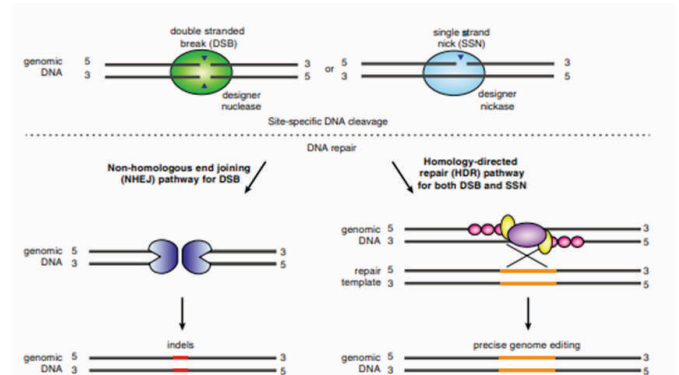 double stranded
break (DSB)
single strand
nick (SSN)
genomic 5 3 or 5 3
DNA 3 5 3 5
designer
nuclease
designer
nickase
Site-specific DNA cleavage
DNA repair
Non-homologous end joining
(NHEJ) pathway for DSB
Homology-directed
repair (HDR) pathway
for both DSB and SSN
genomic 5 3
DNA 3 5
genomic 5 3
DNA 3
repair 5 3
template 3 5
indels
precise genome editing
genomic 5 3
DNA 3 5
genomic 5 3
DNA 3 5